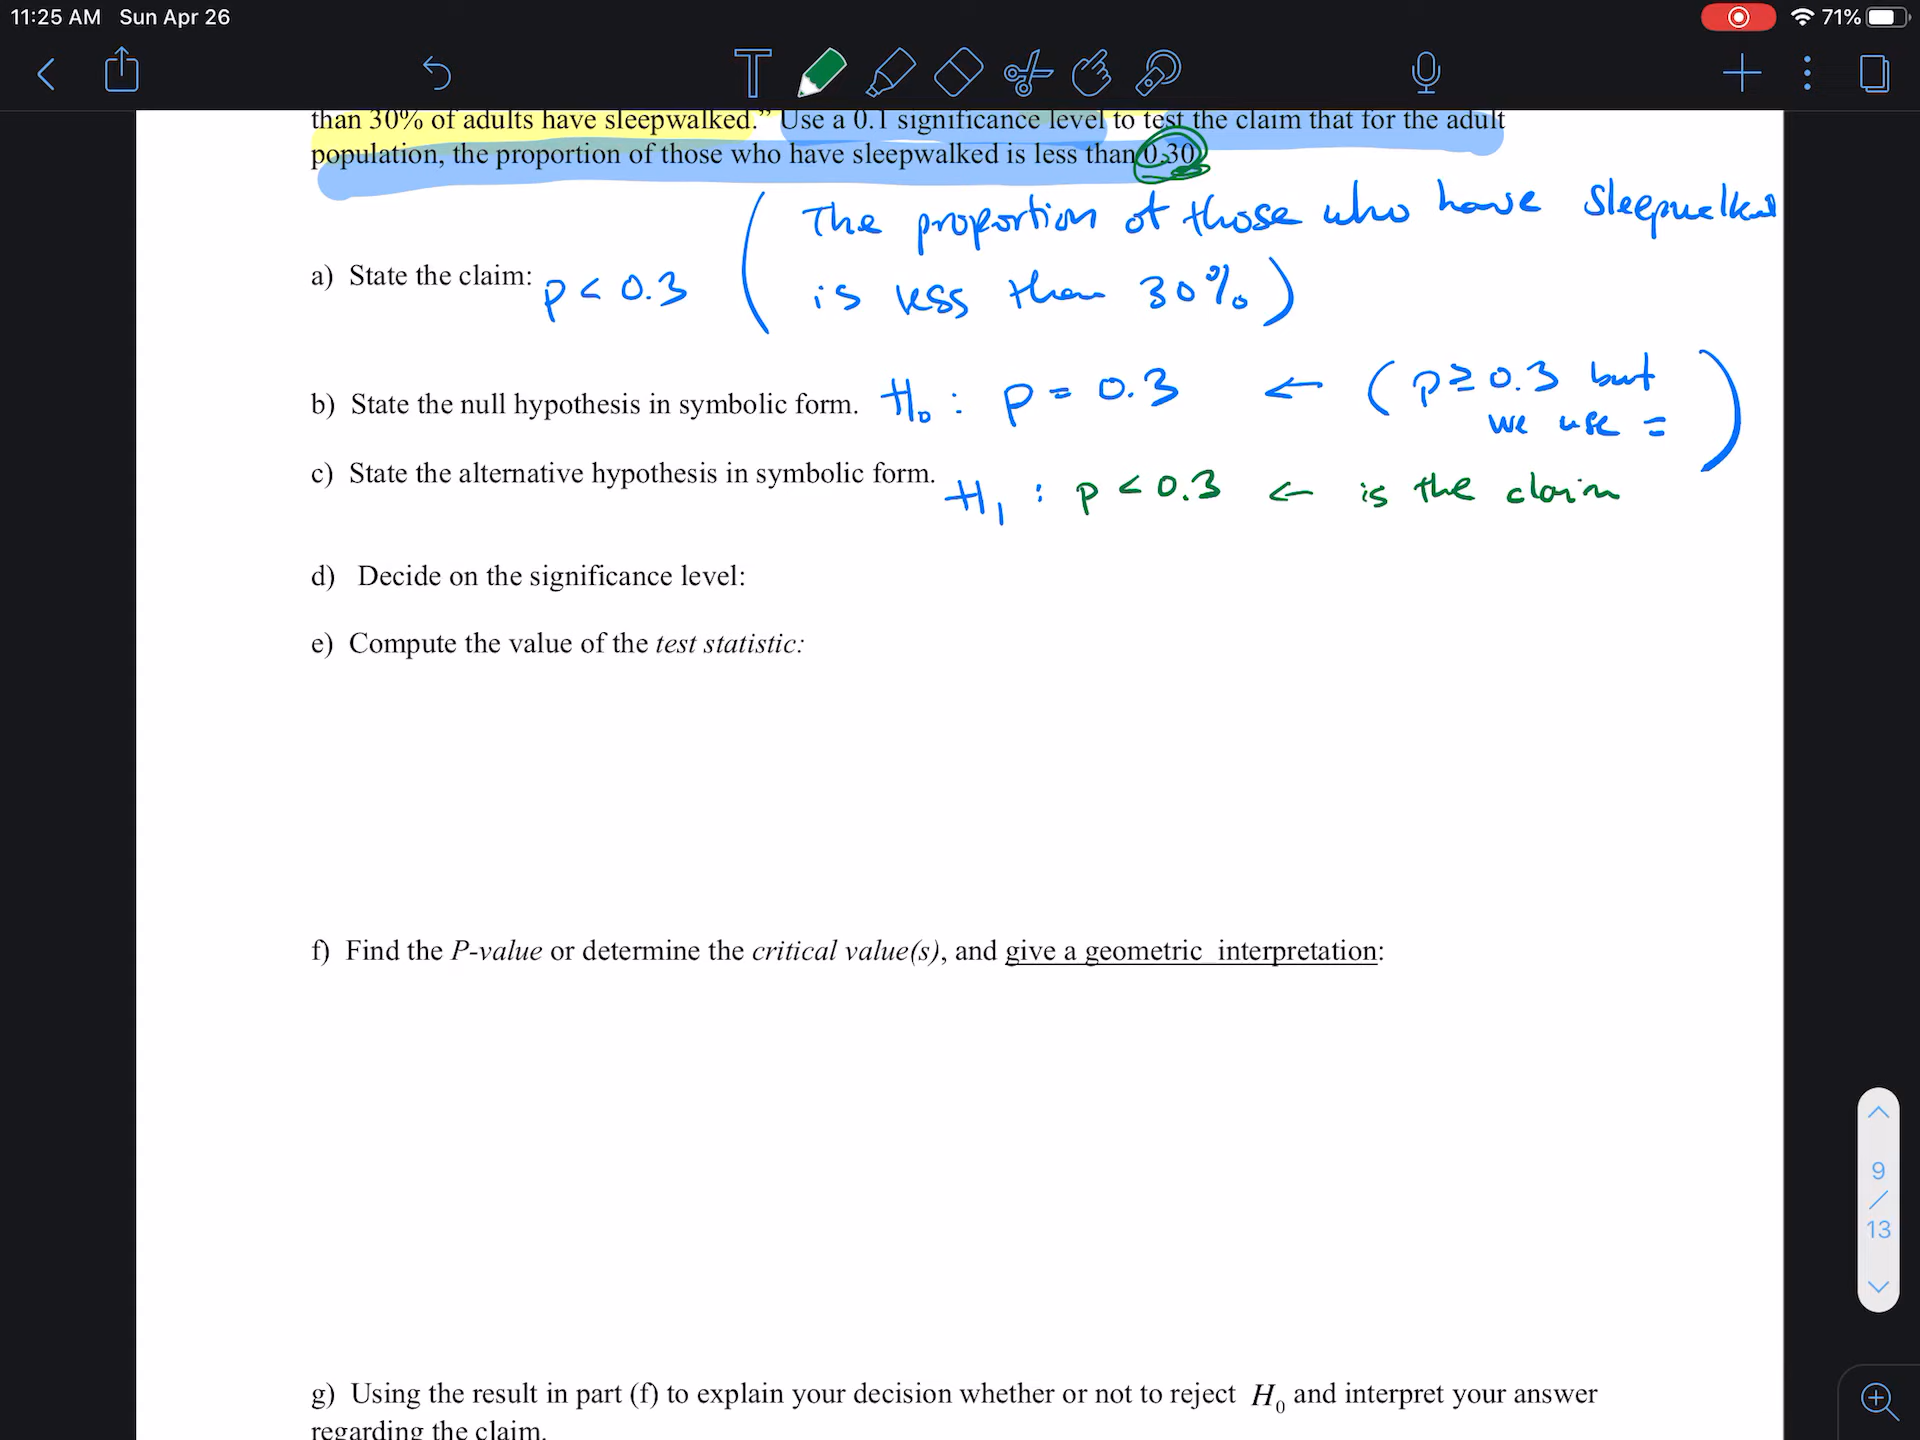 11:25 AM Sun Apr 26
71%
T
than 30% of adults have sleepwalked.” Use a 0.1 significance level to test the claim that for the adult
population, the proportion of those who have sleepwalked is less than 0.30
The proportion of those who have sleepwalked
a) State the claim: p < 0.3
is less than 30%)
b) State the null hypothesis in symbolic form. H₀ : p = 0.3 ← (p ≥ 0.3 but
we use = )
c) State the alternative hypothesis in symbolic form.
H₁ : p < 0.3 ← is the claim
d) Decide on the significance level:
e) Compute the value of the test statistic:
f) Find the P-value or determine the critical value(s), and give a geometric interpretation:
9
/
13
g) Using the result in part (f) to explain your decision whether or not to reject H₀ and interpret your answer
regarding the claim.